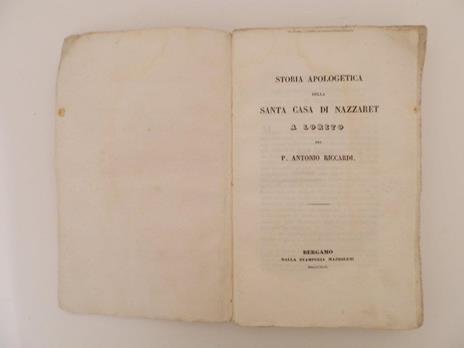 STORIA APOLOGETICA
DELLA
SANTA CASA DI NAZZARET
A LORETO
DEL
P. ANTONIO RICCARDI.
BERGAMO
DALLA STAMPERIA MAZZOLENI